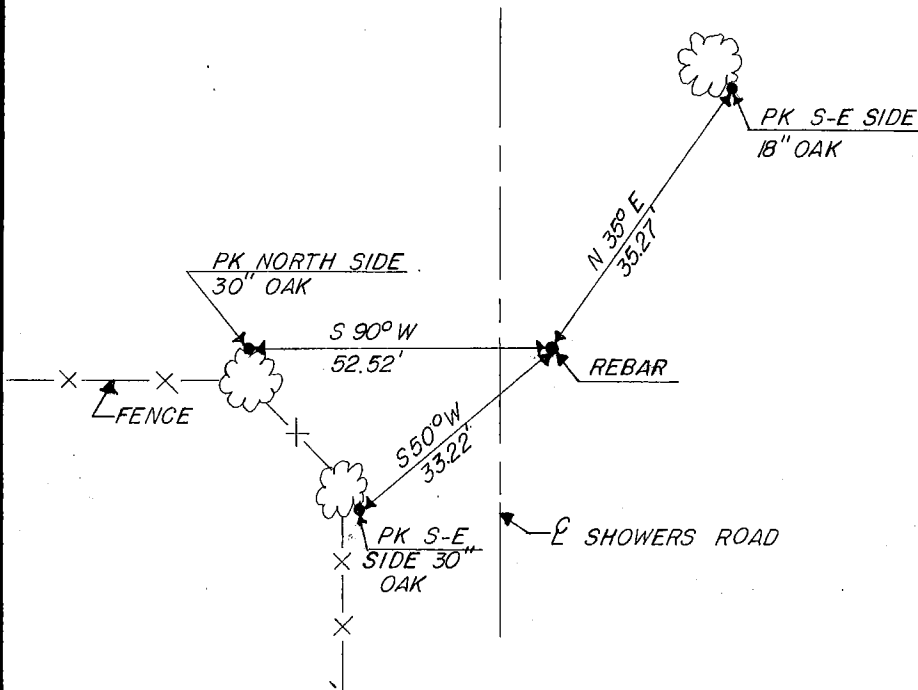 PK S-E SIDE
18" OAK
N 35° E
35.27'
PK NORTH SIDE
30" OAK
S 90° W
52.52'
REBAR
FENCE
S 50° W
33.22'
℄ SHOWERS ROAD
PK S-E
SIDE 30"
OAK